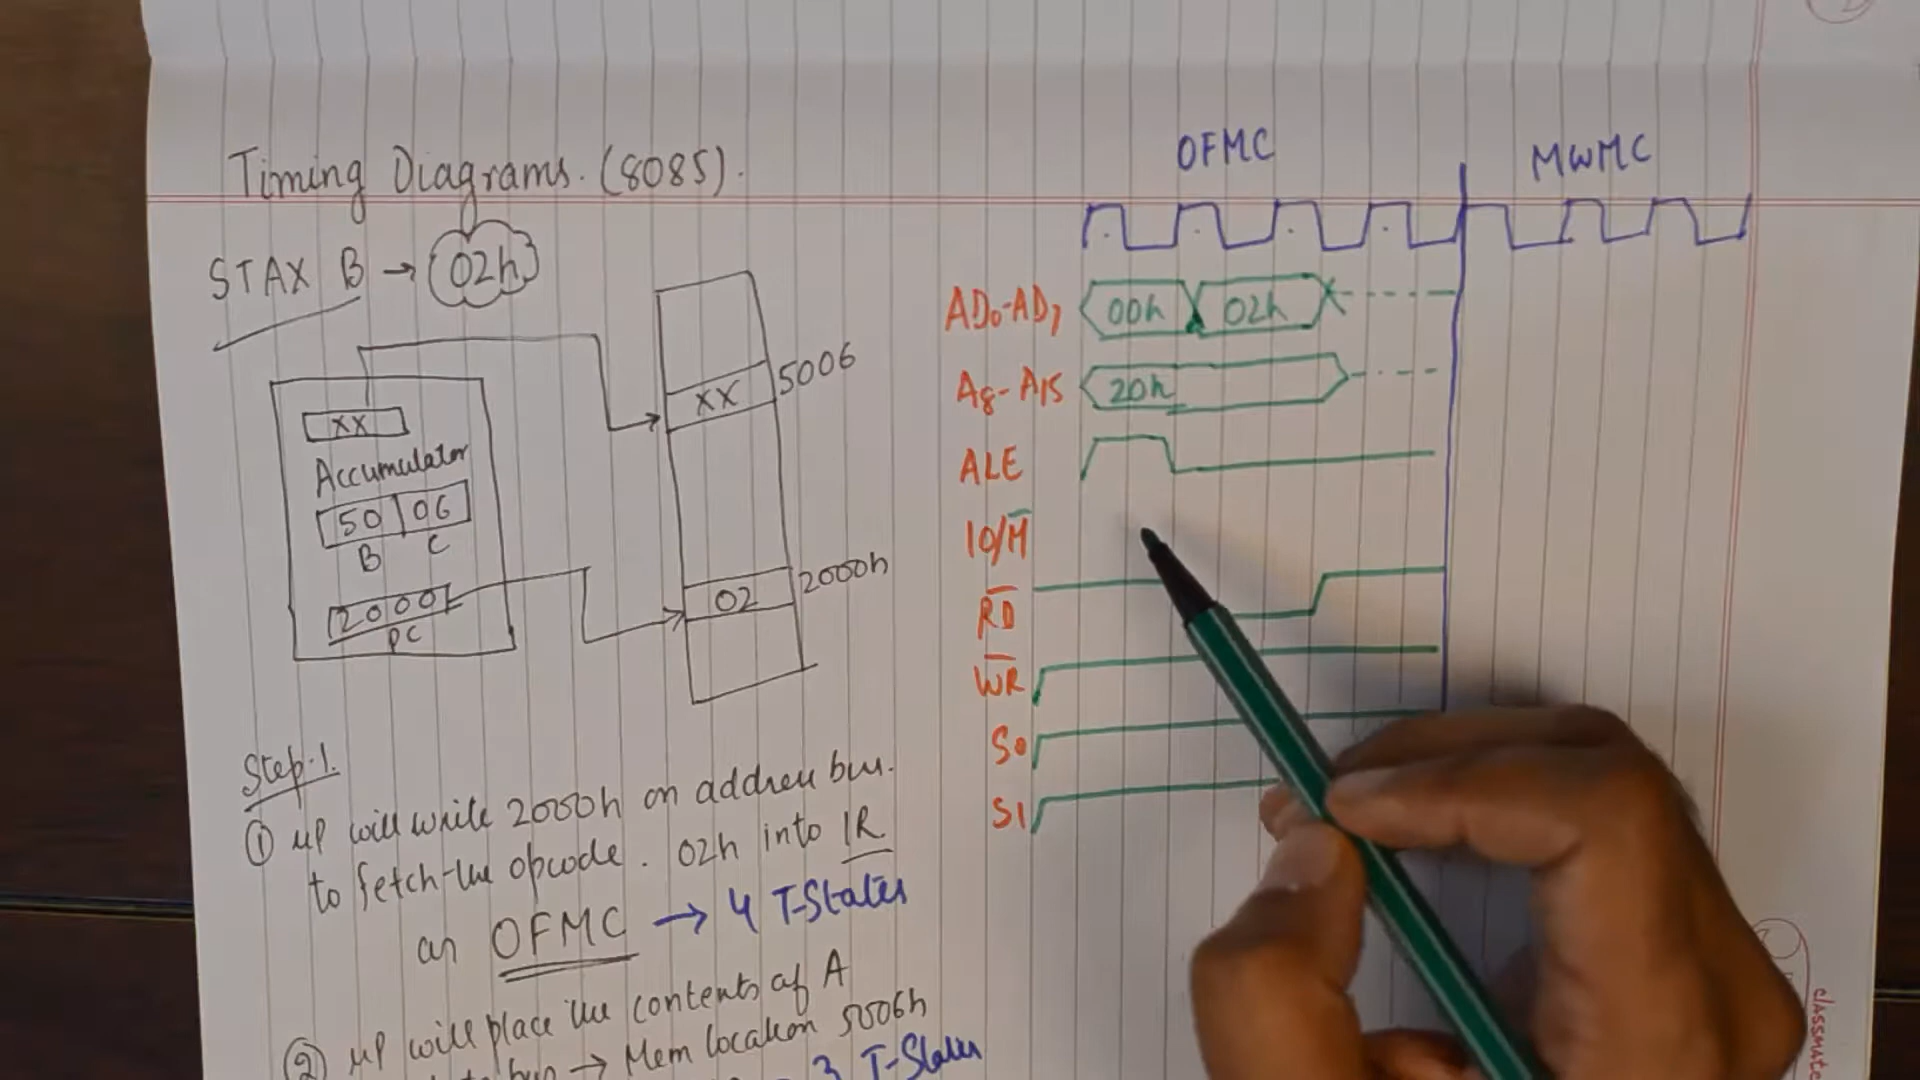 Timing Diagrams. (8085).
STAX B → 02h
XX
Accumulator
50 06
B C
2000
PC
XX 5006
02 2000h
Step-1.
① μP will write 2000h on address bus.
to fetch the opcode. 02h into IR
an OFMC → 4 T-States
② μP will place the contents of A
bus → Mem location 5006h
3 T-States
OFMC MWMC
AD0-AD7 00h 02h
A8-A15 20h
ALE
IO/M̅
R̅D̅
W̅R̅
S0
S1
classmate